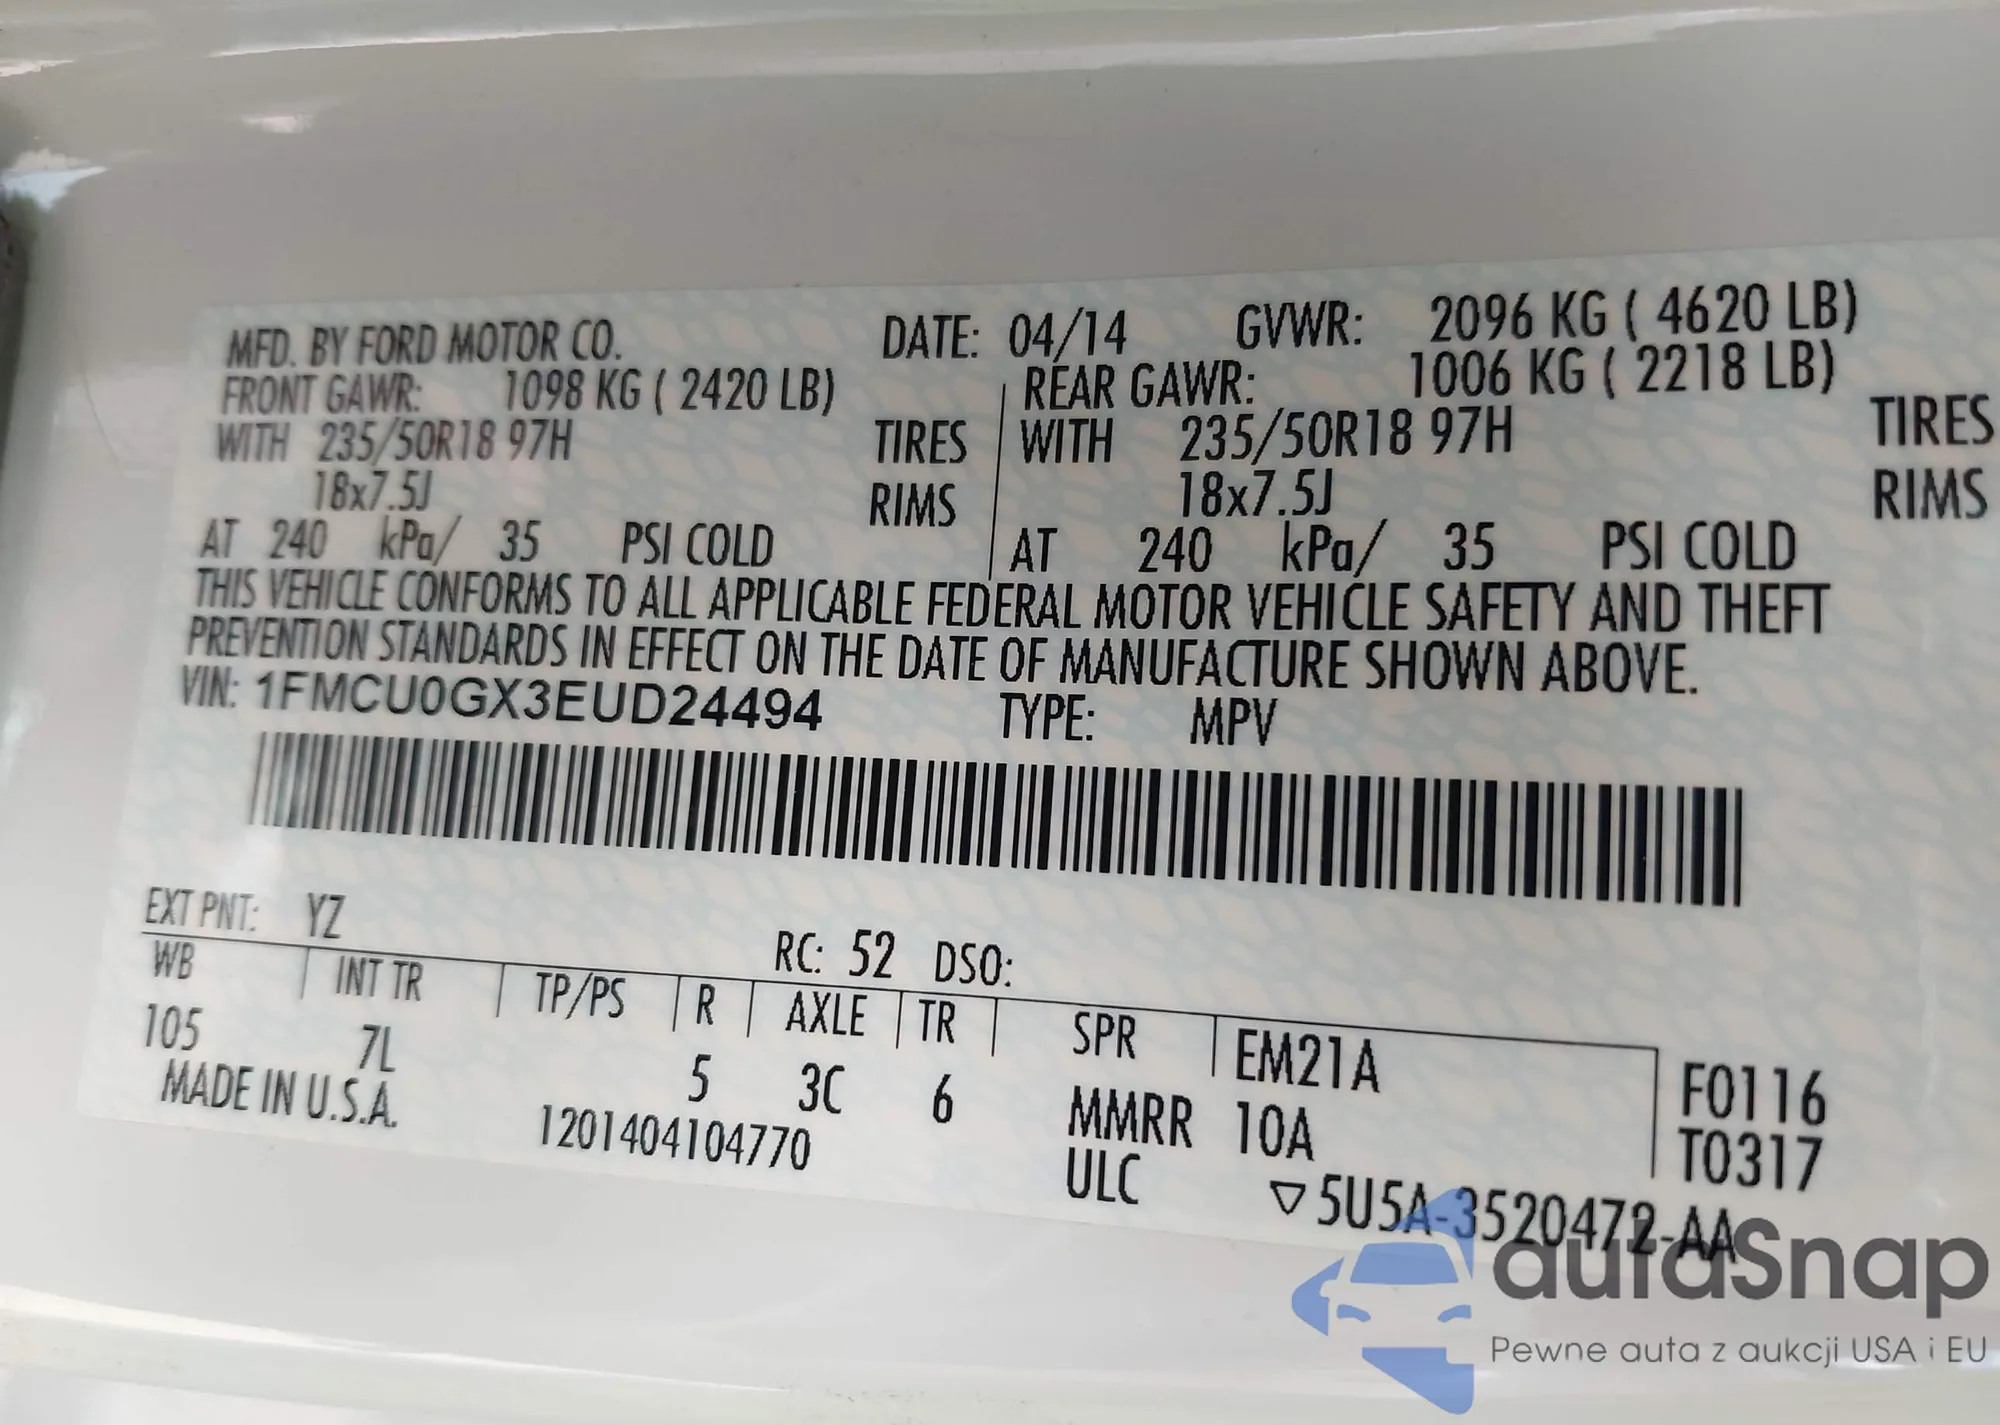 MFD. BY FORD MOTOR CO. DATE: 04/14 GVWR: 2096 KG ( 4620 LB)
FRONT GAWR: 1098 KG ( 2420 LB) REAR GAWR: 1006 KG ( 2218 LB)
WITH 235/50R18 97H TIRES WITH 235/50R18 97H TIRES
18x7.5J RIMS 18x7.5J RIMS
AT 240 kPa/ 35 PSI COLD AT 240 kPa/ 35 PSI COLD
THIS VEHICLE CONFORMS TO ALL APPLICABLE FEDERAL MOTOR VEHICLE SAFETY AND THEFT
PREVENTION STANDARDS IN EFFECT ON THE DATE OF MANUFACTURE SHOWN ABOVE.
VIN: 1FMCU0GX3EUD24494 TYPE: MPV
EXT PNT: YZ RC: 52 DSO:
WB INT TR TP/PS R AXLE TR SPR EM21A F0116
105 7L 5 3C 6 MMRR 10A T0317
MADE IN U.S.A. 1201404104770 ULC ▽5U5A-3520472-AA
autaSnap
Pewne auta z aukcji USA i EU